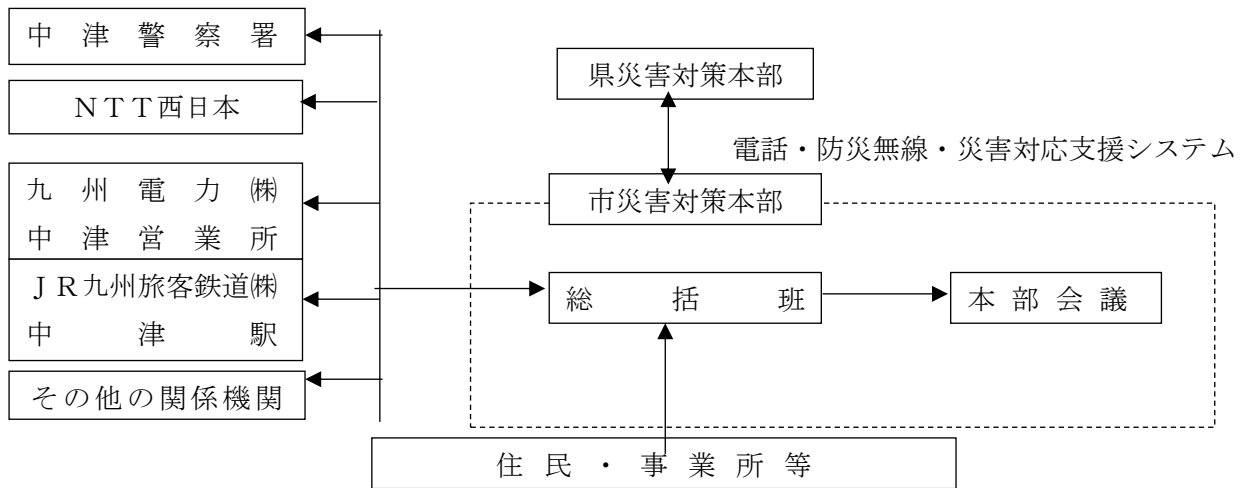 中津警察署
ＮＴＴ西日本
九州電力㈱
中津営業所
ＪＲ九州旅客鉄道㈱
中津駅
その他の関係機関
県災害対策本部
電話・防災無線・災害対応支援システム
市災害対策本部
総括班
本部会議
住民・事業所等